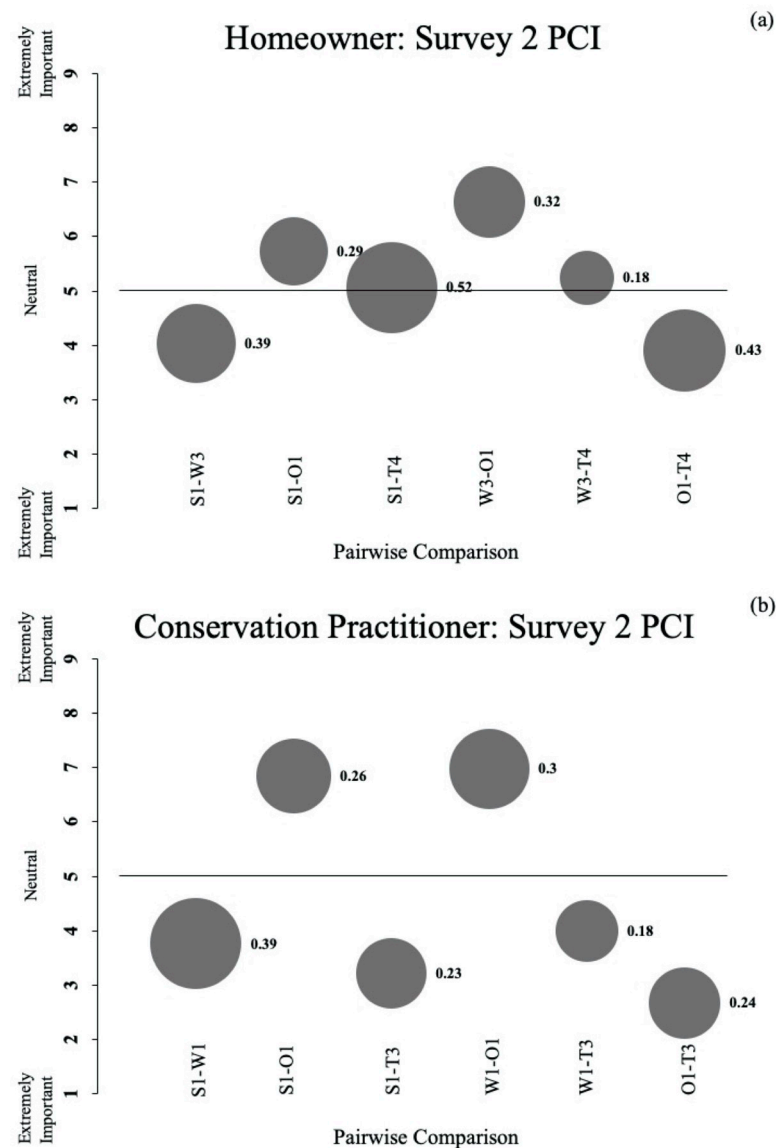 (a)
Homeowner: Survey 2 PCI
Extremely
Important
9
8
7
6
Neutral
5
4
3
2
1
Extremely
Important
0.39
0.29
0.52
0.32
0.18
0.43
S1-W3
S1-O1
S1-T4
W3-O1
W3-T4
O1-T4
Pairwise Comparison
(b)
Conservation Practitioner: Survey 2 PCI
Extremely
Important
9
8
7
6
Neutral
5
4
3
2
1
Extremely
Important
0.39
0.26
0.23
0.3
0.18
0.24
S1-W1
S1-O1
S1-T3
W1-O1
W1-T3
O1-T3
Pairwise Comparison